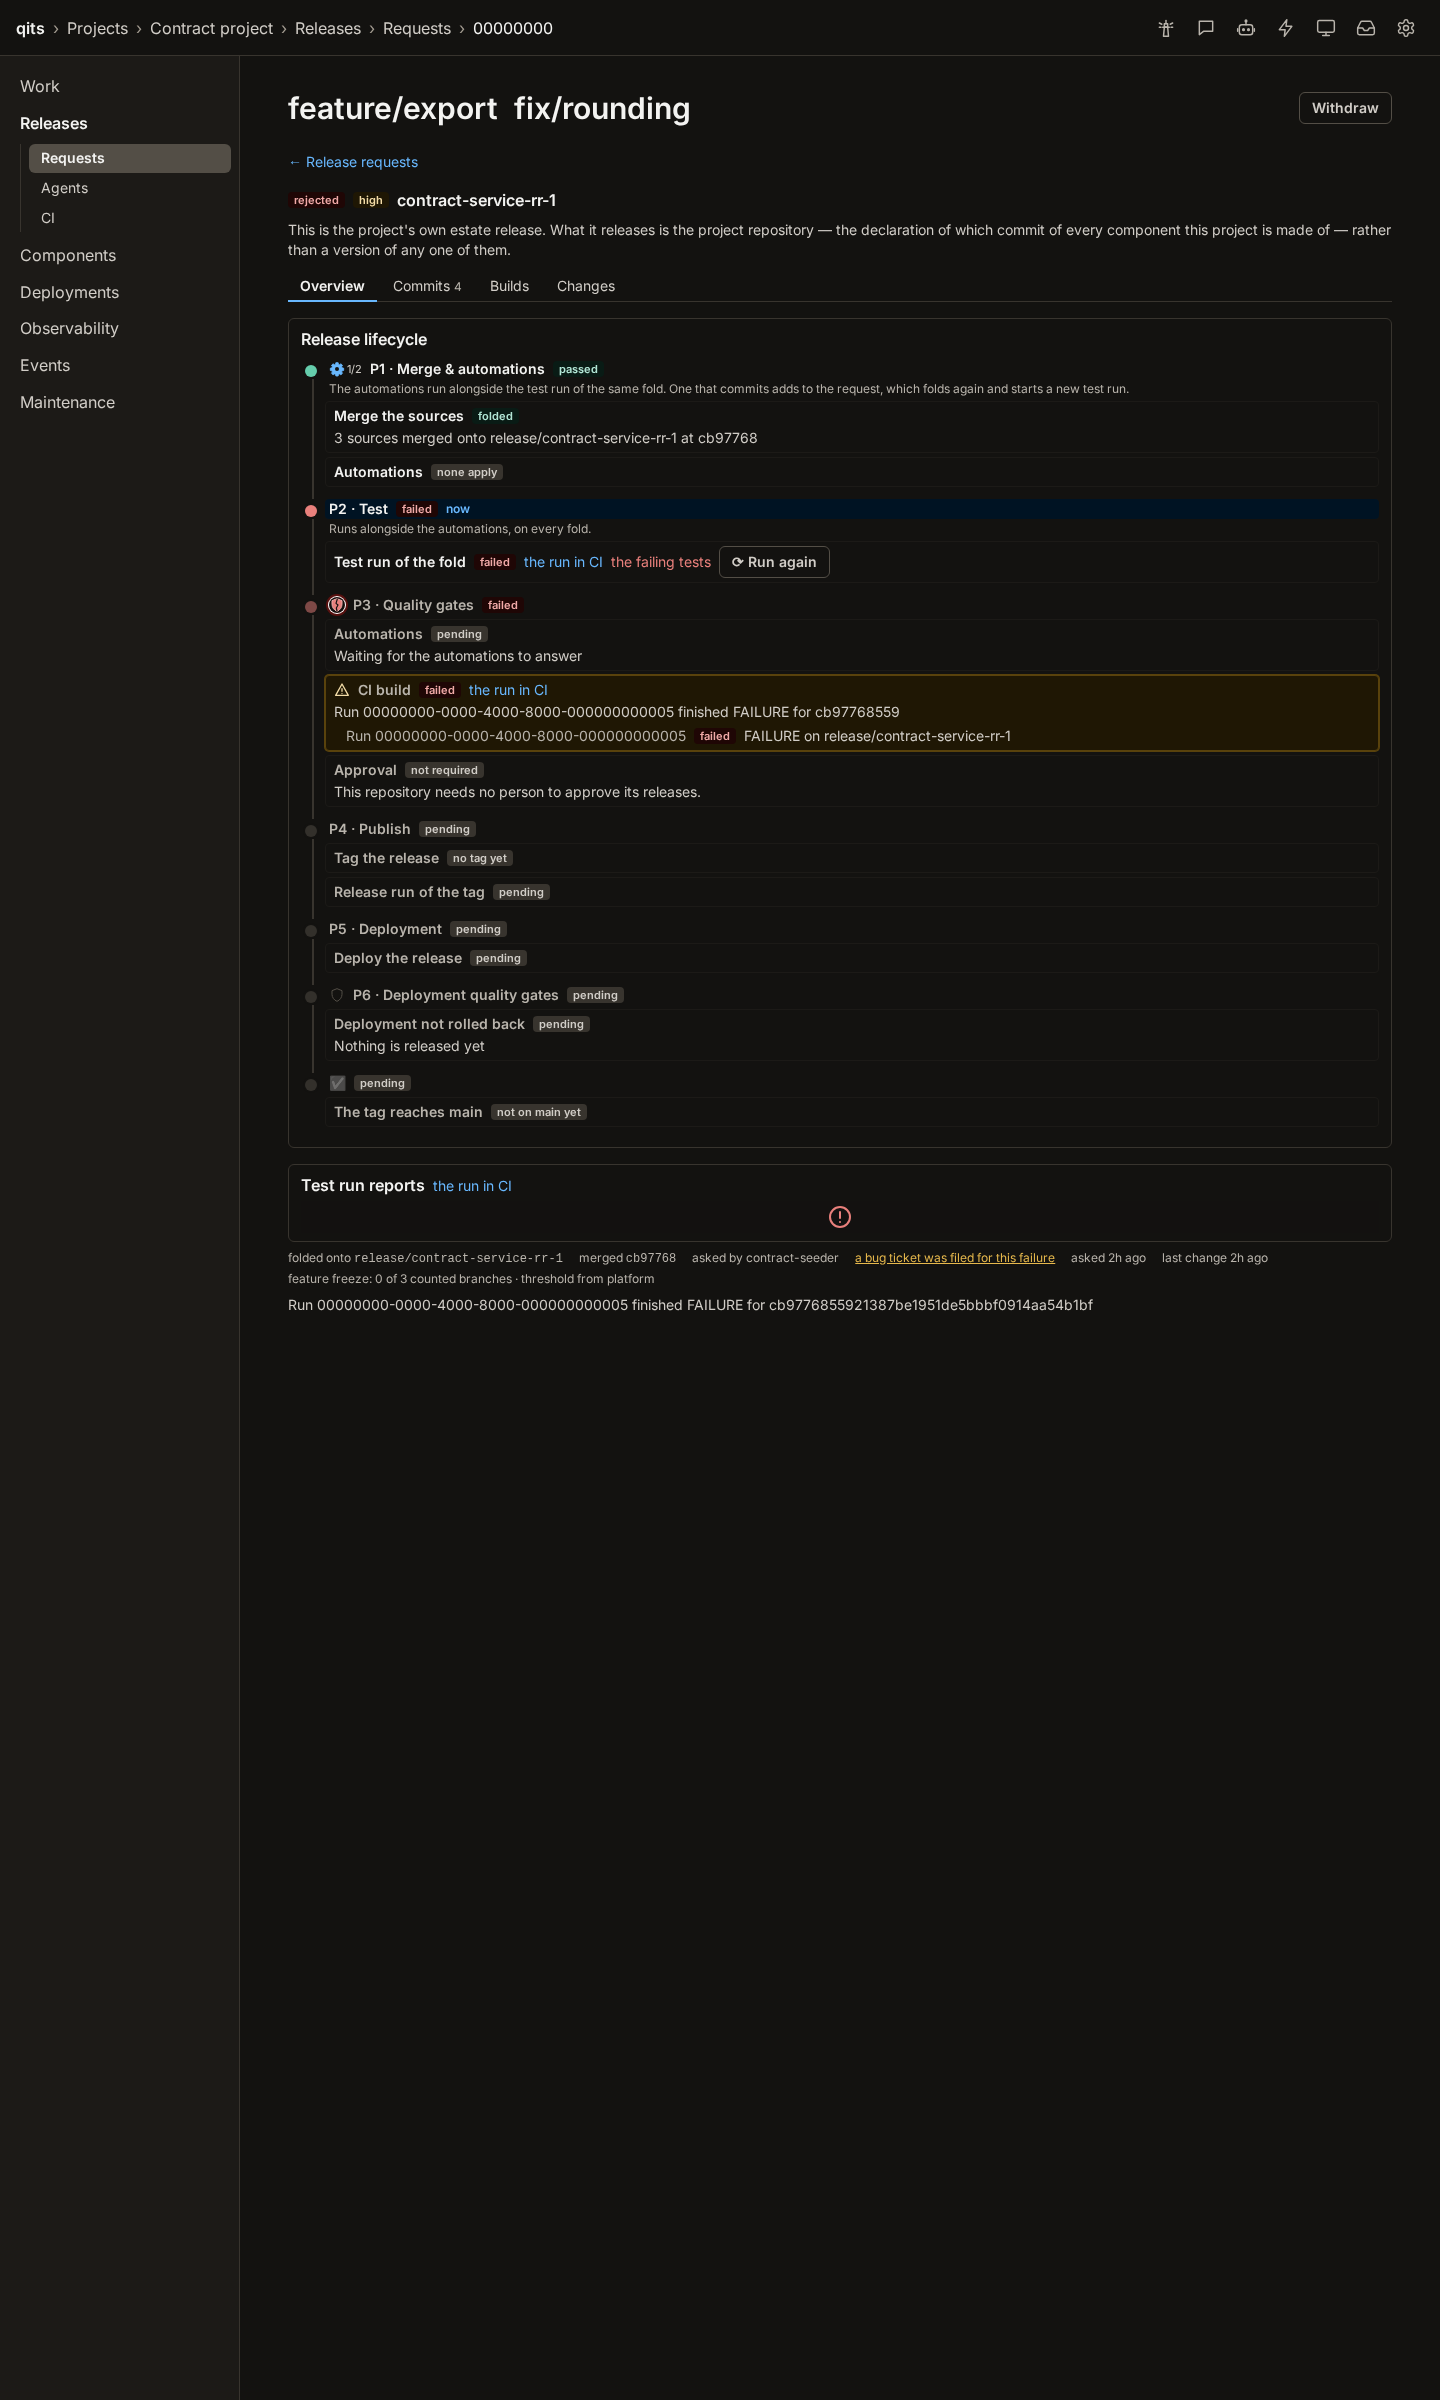 qits › Projects › Contract project › Releases › Requests › 00000000
Work
Releases
Requests
Agents
CI
Components
Deployments
Observability
Events
Maintenance
feature/export fix/rounding
Withdraw
← Release requests
rejected high contract-service-rr-1
This is the project's own estate release. What it releases is the project repository — the declaration of which commit of every component this project is made of — rather
than a version of any one of them.
Overview Commits 4 Builds Changes
Release lifecycle
1/2 P1 · Merge & automations passed
The automations run alongside the test run of the same fold. One that commits adds to the request, which folds again and starts a new test run.
Merge the sources folded
3 sources merged onto release/contract-service-rr-1 at cb97768
Automations none apply
P2 · Test failed now
Runs alongside the automations, on every fold.
Test run of the fold failed the run in CI the failing tests ⟳ Run again
P3 · Quality gates failed
Automations pending
Waiting for the automations to answer
CI build failed the run in CI
Run 00000000-0000-4000-8000-000000000005 finished FAILURE for cb97768559
Run 00000000-0000-4000-8000-000000000005 failed FAILURE on release/contract-service-rr-1
Approval not required
This repository needs no person to approve its releases.
P4 · Publish pending
Tag the release no tag yet
Release run of the tag pending
P5 · Deployment pending
Deploy the release pending
P6 · Deployment quality gates pending
Deployment not rolled back pending
Nothing is released yet
pending
The tag reaches main not on main yet
Test run reports the run in CI
folded onto release/contract-service-rr-1 merged cb97768 asked by contract-seeder a bug ticket was filed for this failure asked 2h ago last change 2h ago
feature freeze: 0 of 3 counted branches · threshold from platform
Run 00000000-0000-4000-8000-000000000005 finished FAILURE for cb9776855921387be1951de5bbbf0914aa54b1bf